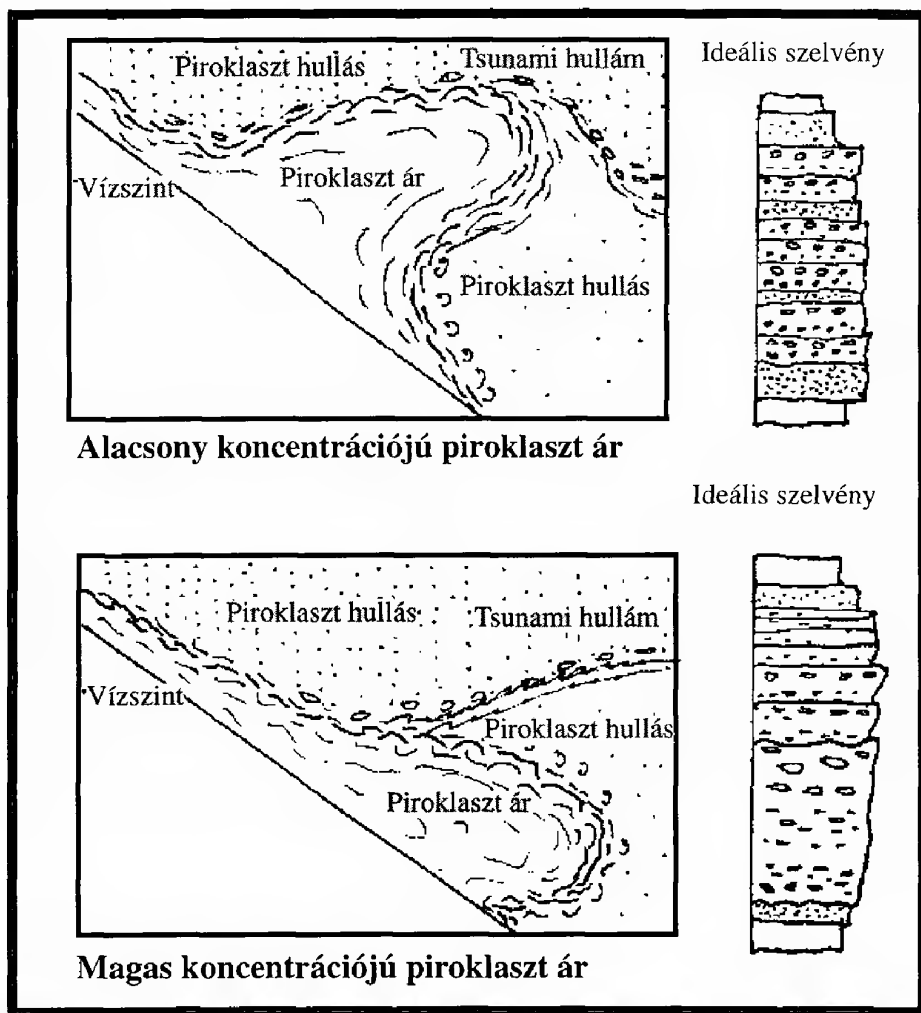 Piroklaszt hullás
Tsunami hullám
Ideális szelvény
Vízszint
Piroklaszt ár
Piroklaszt hullás
Alacsony koncentrációjú piroklaszt ár
Ideális szelvény
Piroklaszt hullás
Tsunami hullám
Vízszint
Piroklaszt hullás
Piroklaszt ár
Magas koncentrációjú piroklaszt ár